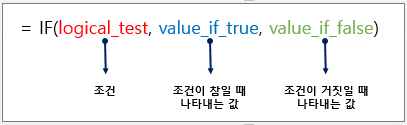 = IF(logical_test, value_if_true, value_if_false)
조건
조건이 참일 때
나타내는 값
조건이 거짓일 때
나타내는 값